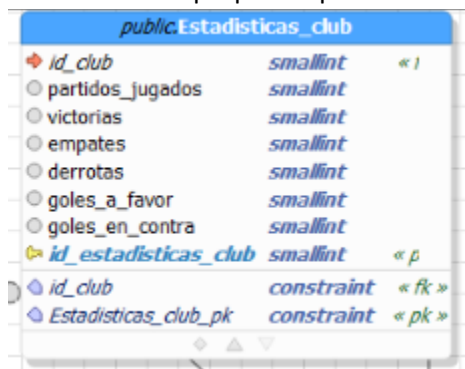 public.Estadisticas_club
id_club smallint «
partidos_jugados smallint
victorias smallint
empates smallint
derrotas smallint
goles_a_favor smallint
goles_en_contra smallint
id_estadisticas_club smallint « p
id_club constraint « fk »
Estadisticas_club_pk constraint « pk »